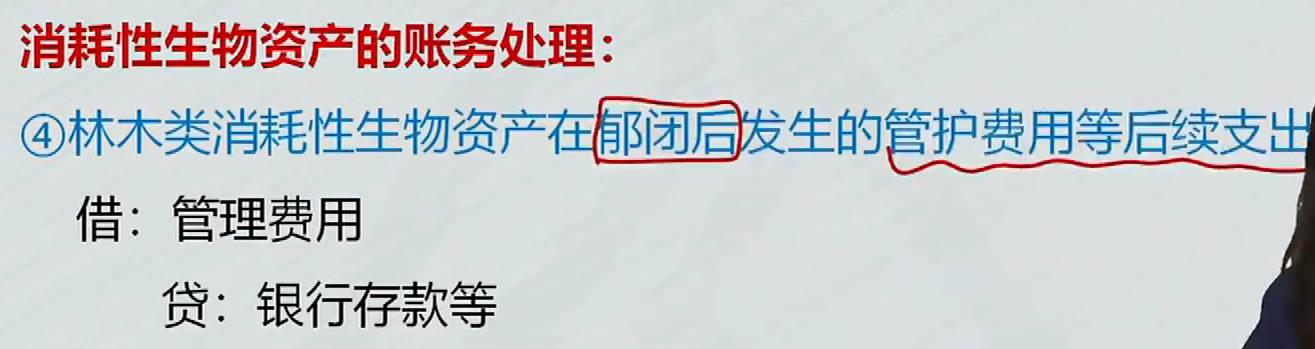 消耗性生物资产的账务处理：
④林木类消耗性生物资产在郁闭后发生的管护费用等后续支出
借：管理费用
贷：银行存款等